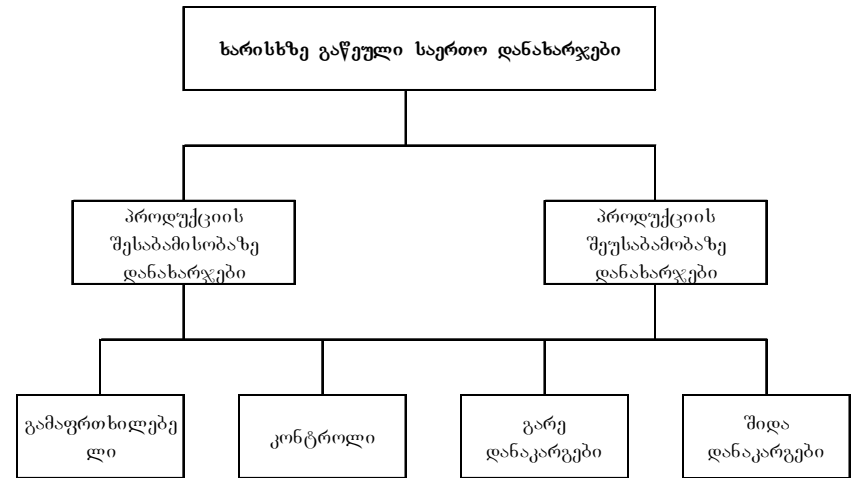 ხარისხზე გაწეული საერთო დანახარჯები
პროდუქციის
შესაბამისობაზე
დანახარჯები
პროდუქციის
შეუსაბამობაზე
დანახარჯები
გამაფრთხილებე
ლი
კონტროლი
გარე
დანაკარგები
შიდა
დანაკარგები